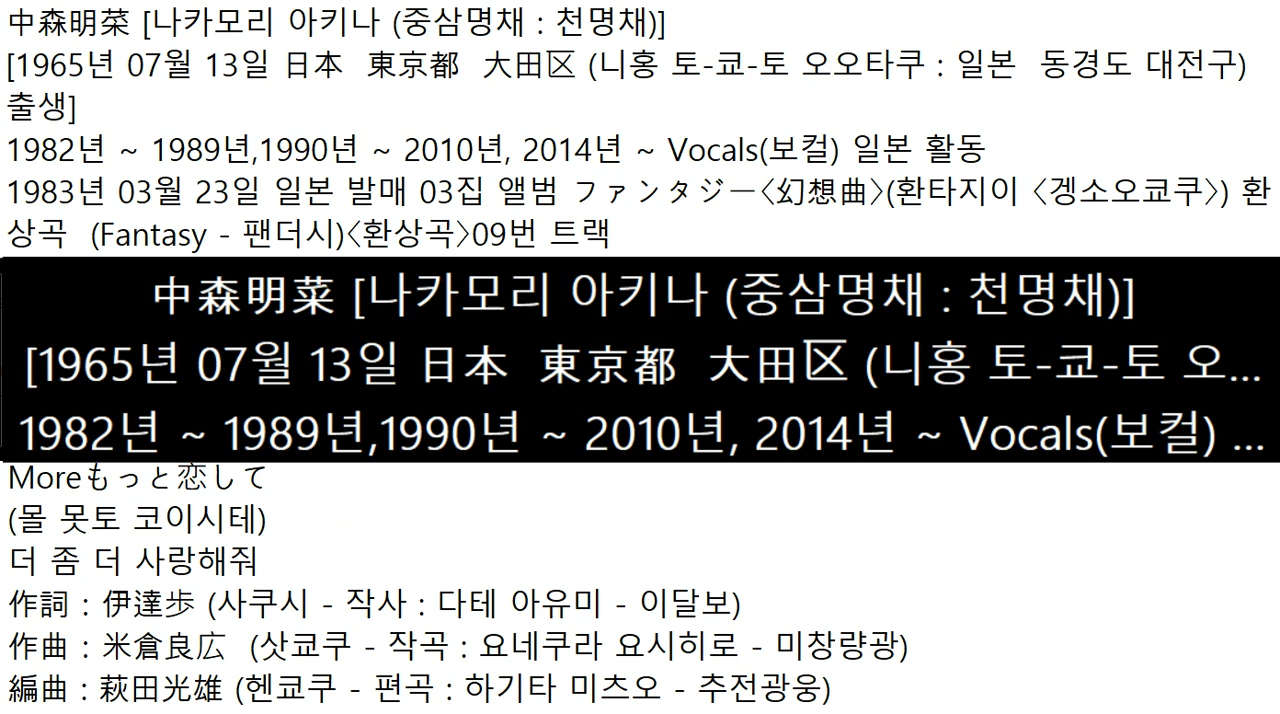 中森明菜 [나카모리 아키나 (중삼명채 : 천명채)]
[1965년 07월 13일 日本 東京都 大田区 (니홍 토-쿄-토 오오타쿠 : 일본 동경도 대전구)
출생]
1982년 ~ 1989년,1990년 ~ 2010년, 2014년 ~ Vocals(보컬) 일본 활동
1983년 03월 23일 일본 발매 03집 앨범 ファンタジー〈幻想曲〉(환타지이 〈겡소오쿄쿠〉) 환
상곡 (Fantasy - 팬더시)〈환상곡〉09번 트랙
中森明菜 [나카모리 아키나 (중삼명채 : 천명채)]
[1965년 07월 13일 日本 東京都 大田区 (니홍 토-쿄-토 오...
1982년 ~ 1989년,1990년 ~ 2010년, 2014년 ~ Vocals(보컬) ...
Moreもっと恋して
(몰 못토 코이시테)
더 좀 더 사랑해줘
作詞 : 伊達歩 (사쿠시 - 작사 : 다테 아유미 - 이달보)
作曲 : 米倉良広 (삿쿄쿠 - 작곡 : 요네쿠라 요시히로 - 미창량광)
編曲 : 萩田光雄 (헨쿄쿠 - 편곡 : 하기타 미츠오 - 추전광웅)